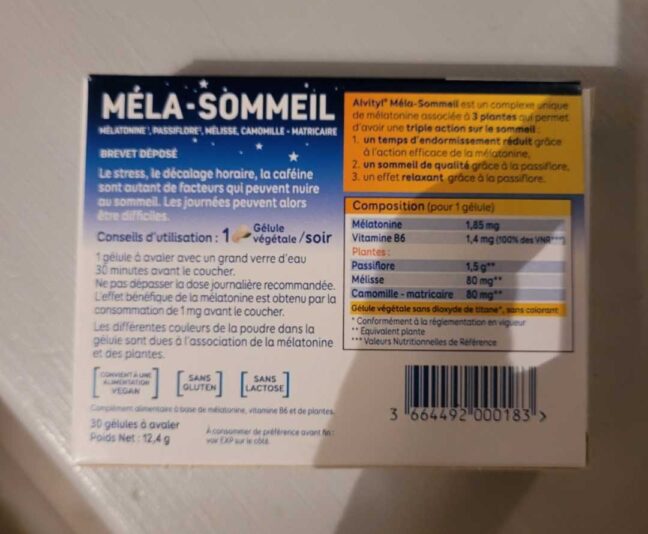 MÉLA-SOMMEIL
MÉLATONINE¹, PASSIFLORE², MÉLISSE, CAMOMILLE - MATRICAIRE
BREVET DÉPOSÉ
Le stress, le décalage horaire, la caféine
sont autant de facteurs qui peuvent nuire
au sommeil. Les journées peuvent alors
être difficiles.
Conseils d'utilisation : 1 Gélule végétale /soir
1 gélule à avaler avec un grand verre d'eau
30 minutes avant le coucher.
Ne pas dépasser la dose journalière recommandée.
L'effet bénéfique de la mélatonine est obtenu par la
consommation de 1 mg avant le coucher.
Les différentes couleurs de la poudre dans la
gélule sont dues à l'association de la mélatonine
et des plantes.
CONVIENT À UNE
ALIMENTATION
VEGAN
SANS
GLUTEN
SANS
LACTOSE
Complément alimentaire à base de mélatonine, vitamine B6 et de plantes.
30 gélules à avaler
Poids Net : 12,4 g
À consommer de préférence avant fin :
voir EXP sur le côté.
Alvityl® Méla-Sommeil est un complexe unique
de mélatonine associée à 3 plantes qui permet
d'avoir une triple action sur le sommeil :
1. un temps d'endormissement réduit grâce
à l'action efficace de la mélatonine,
2. un sommeil de qualité grâce à la passiflore,
3. un effet relaxant grâce à la passiflore.
Composition (pour 1 gélule)
Mélatonine 1,85 mg
Vitamine B6 1,4 mg (100% des VNR***)
Plantes :
Passiflore 1,5 g**
Mélisse 80 mg**
Camomille - matricaire 80 mg**
Gélule végétale sans dioxyde de titane*, sans colorant
* Conformément à la réglementation en vigueur
** Équivalent plante
*** Valeurs Nutritionnelles de Référence
3 664492 000183 >